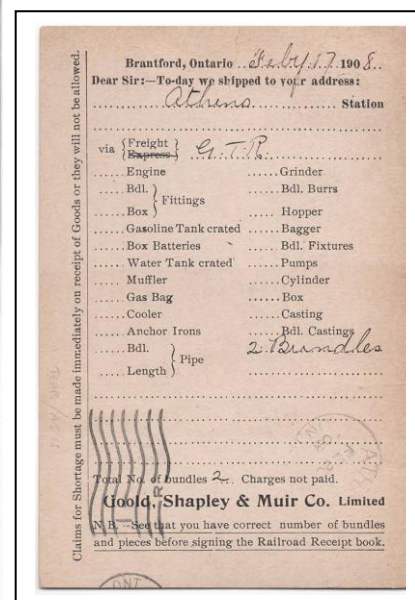 Brantford, Ontario Feby. 17 1908.
Dear Sir:—To-day we shipped to your address:
Athens Station
via {Freight
Express} G. T. R.
Engine Grinder
Bdl. } Fittings Bdl. Burrs
Box Hopper
Gasoline Tank crated Bagger
Box Batteries Bdl. Fixtures
Water Tank crated Pumps
Muffler Cylinder
Gas Bag Box
Cooler Casting
Anchor Irons Bdl. Castings
Bdl. } Pipe 2 Bundles
Length
Total No. of bundles 2 Charges not paid.
Goold, Shapley & Muir Co. Limited
N.B.—See that you have correct number of bundles
and pieces before signing the Railroad Receipt book.
Claims for Shortage must be made immediately on receipt of Goods or they will not be allowed.
ATH
ONT